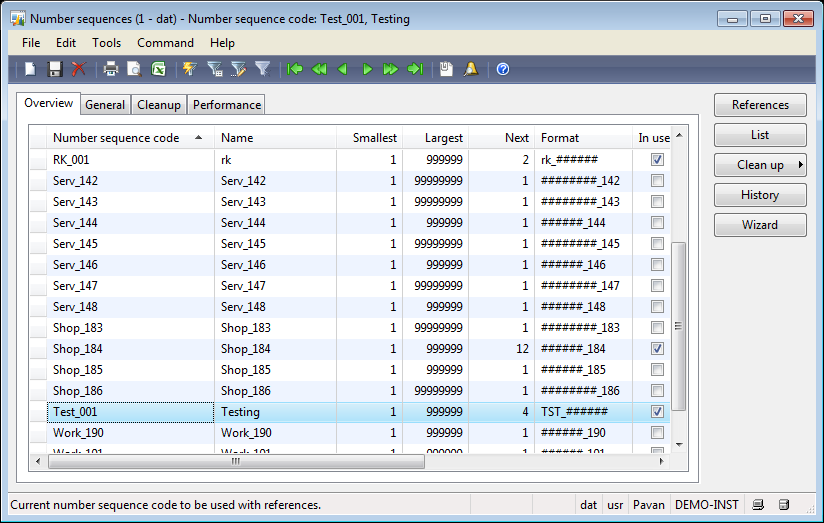 Number sequences (1 - dat) - Number sequence code: Test_001, Testing
File Edit Tools Command Help
Overview General Cleanup Performance
Number sequence code Name Smallest Largest Next Format In use
RK_001 rk 1 999999 2 rk_######
Serv_142 Serv_142 1 99999999 1 ########_142
Serv_143 Serv_143 1 99999999 1 ########_143
Serv_144 Serv_144 1 999999 1 ######_144
Serv_145 Serv_145 1 99999999 1 ########_145
Serv_146 Serv_146 1 999999 1 ######_146
Serv_147 Serv_147 1 99999999 1 ########_147
Serv_148 Serv_148 1 999999 1 ######_148
Shop_183 Shop_183 1 99999999 1 ########_183
Shop_184 Shop_184 1 999999 12 ######_184
Shop_185 Shop_185 1 999999 1 ######_185
Shop_186 Shop_186 1 99999999 1 ########_186
Test_001 Testing 1 999999 4 TST_######
Work_190 Work_190 1 999999 1 ######_190
Work_191 Work_191 1 999999 1 ######_191
References
List
Clean up
History
Wizard
Current number sequence code to be used with references. dat usr Pavan DEMO-INST